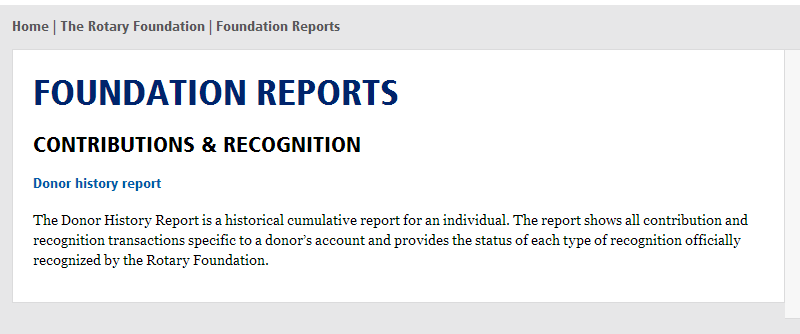 Home | The Rotary Foundation | Foundation Reports
FOUNDATION REPORTS
CONTRIBUTIONS & RECOGNITION
Donor history report
The Donor History Report is a historical cumulative report for an individual. The report shows all contribution and
recognition transactions specific to a donor's account and provides the status of each type of recognition officially
recognized by the Rotary Foundation.